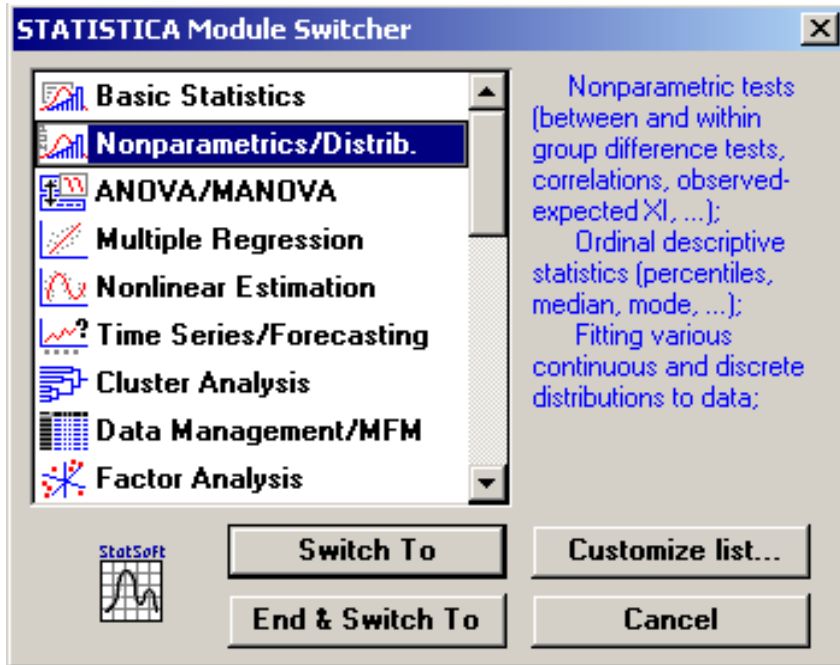 STATISTICA Module Switcher
Basic Statistics
Nonparametrics/Distrib.
ANOVA/MANOVA
Multiple Regression
Nonlinear Estimation
Time Series/Forecasting
Cluster Analysis
Data Management/MFM
Factor Analysis
Nonparametric tests
(between and within
group difference tests,
correlations, observed-
expected XI, ...);
Ordinal descriptive
statistics (percentiles,
median, mode, ...);
Fitting various
continuous and discrete
distributions to data;
StatSoft
Switch To
Customize list...
End & Switch To
Cancel